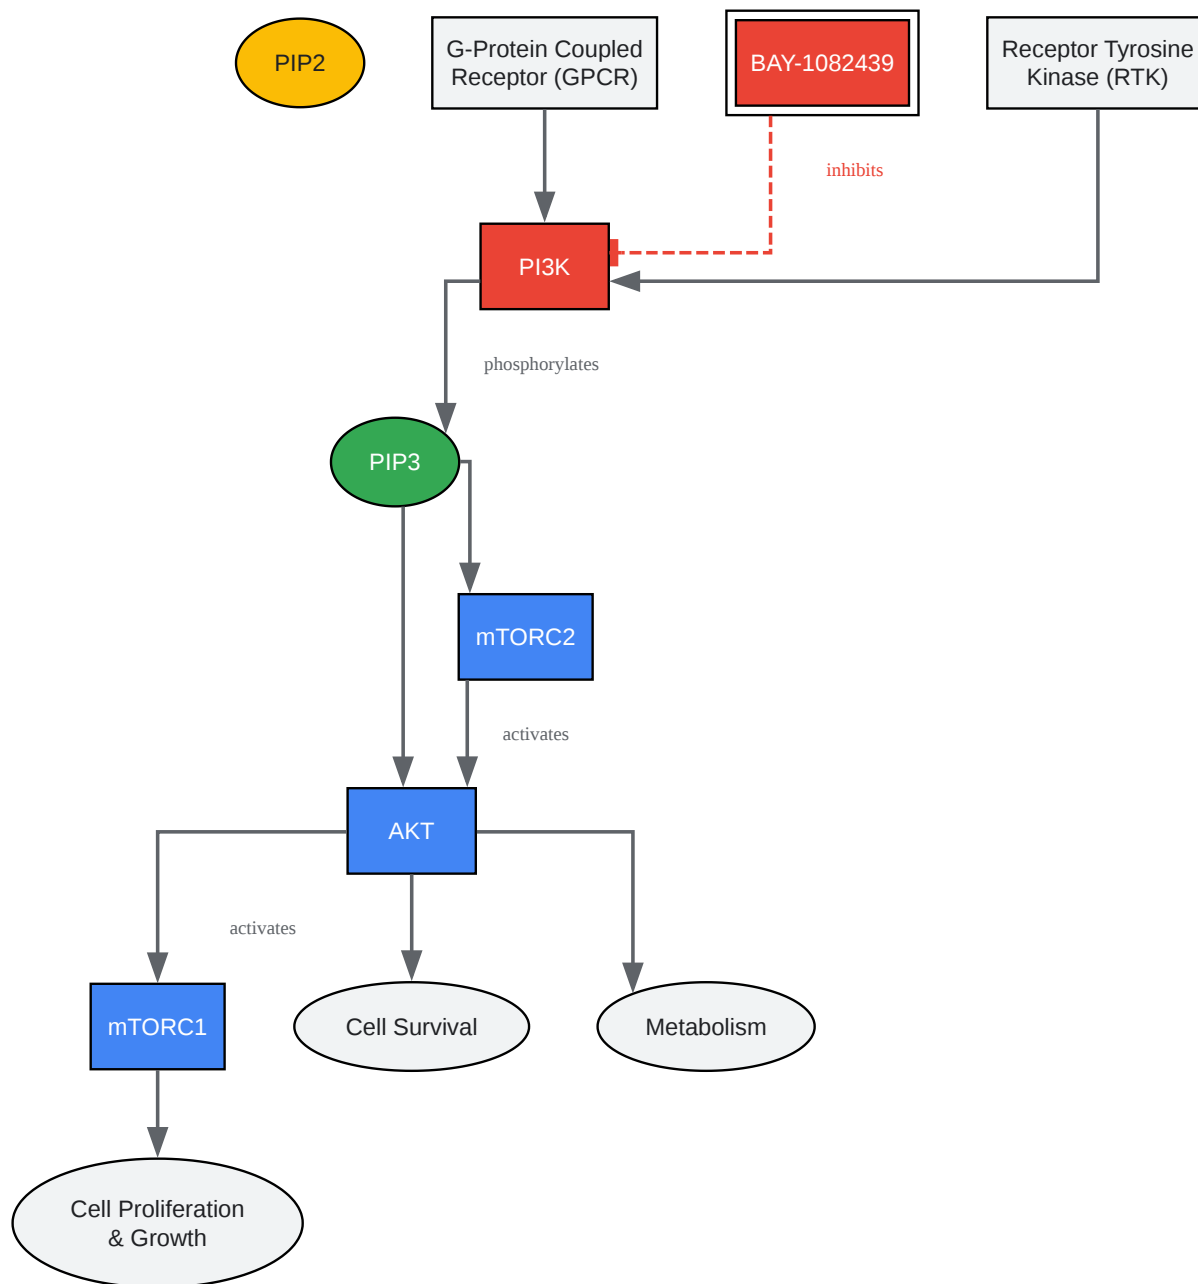 PIP2
G-Protein Coupled
Receptor (GPCR)
BAY-1082439
Receptor Tyrosine
Kinase (RTK)
inhibits
PI3K
phosphorylates
PIP3
mTORC2
activates
AKT
activates
mTORC1
Cell Survival
Metabolism
Cell Proliferation
& Growth